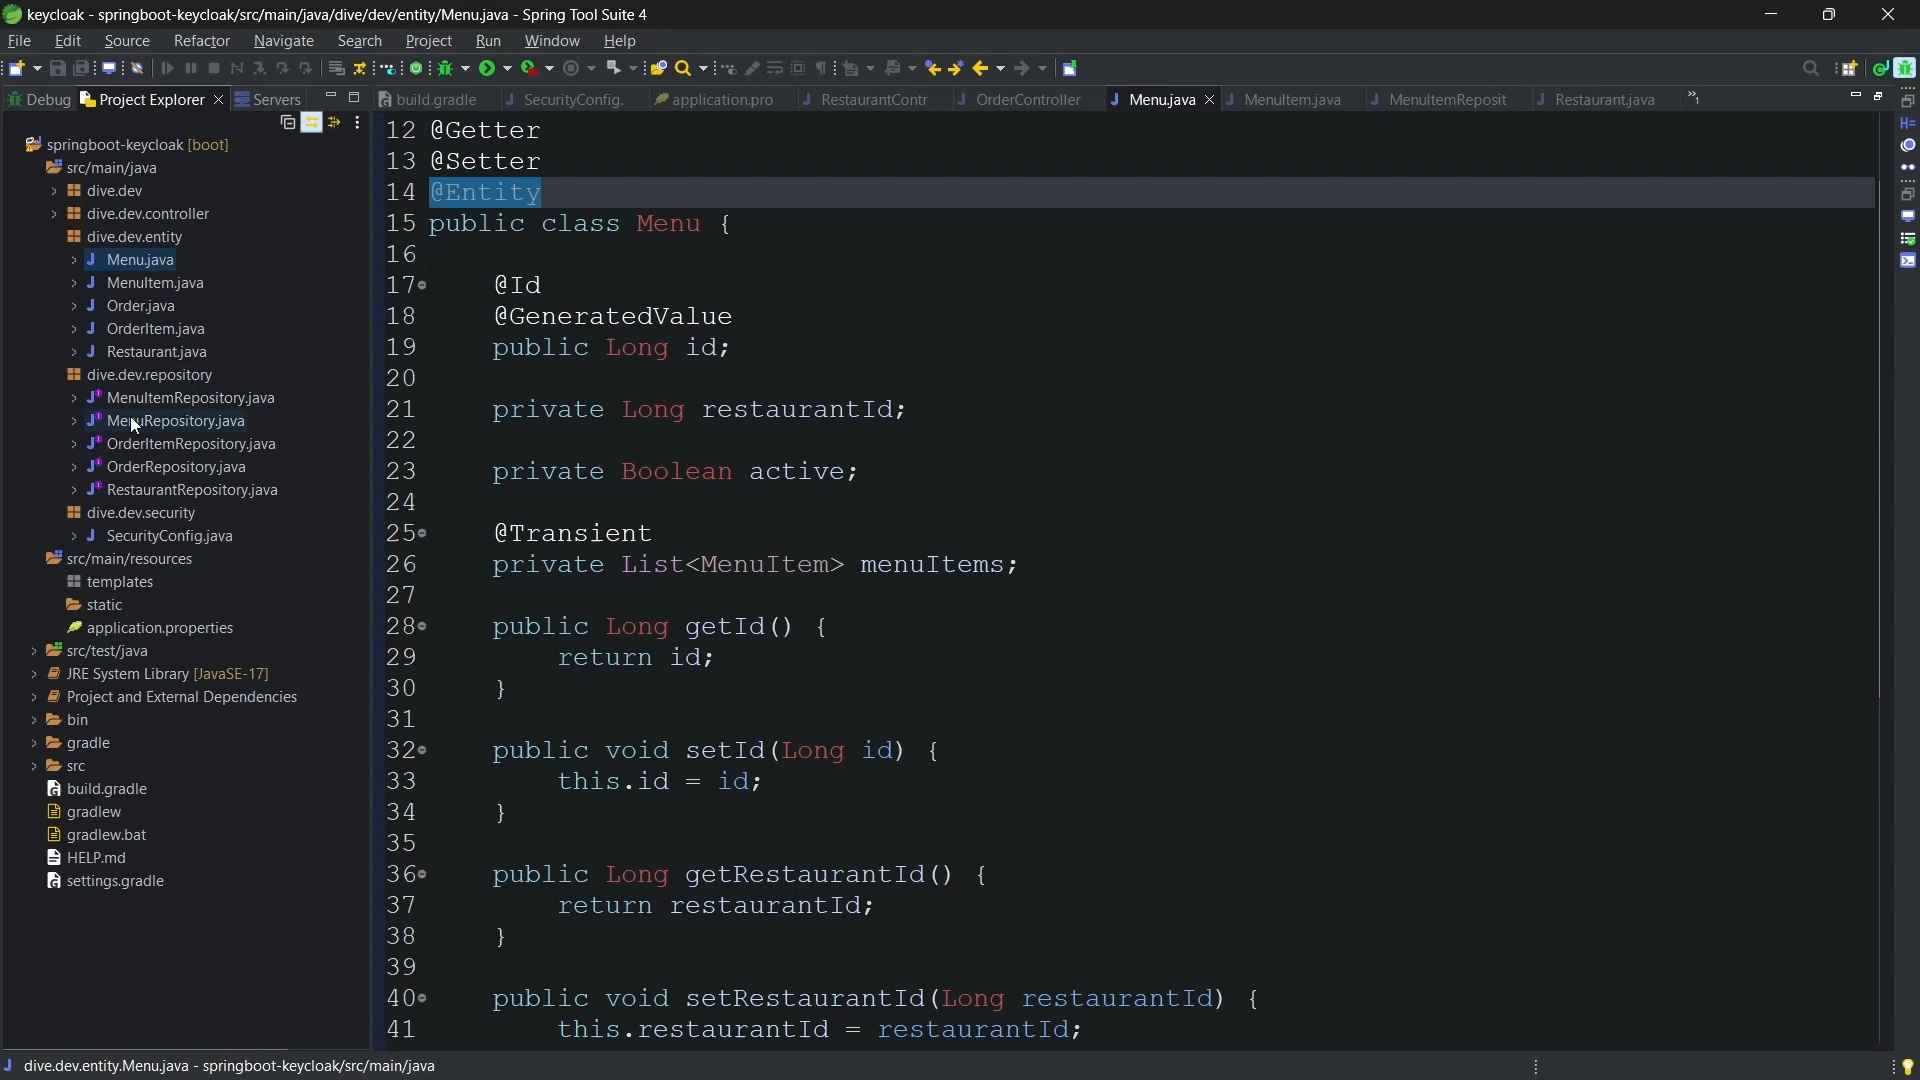 keycloak - springboot-keycloak/src/main/java/dive/dev/entity/Menu.java - Spring Tool Suite 4
File Edit Source Refactor Navigate Search Project Run Window Help
Debug Project Explorer Servers
build.gradle SecurityConfig. application.pro RestaurantContr OrderController Menu.java MenuItem.java MenuItemReposit Restaurant.java »1
springboot-keycloak [boot]
src/main/java
dive.dev
dive.dev.controller
dive.dev.entity
Menu.java
MenuItem.java
Order.java
OrderItem.java
Restaurant.java
dive.dev.repository
MenuItemRepository.java
MenuRepository.java
OrderItemRepository.java
OrderRepository.java
RestaurantRepository.java
dive.dev.security
SecurityConfig.java
src/main/resources
templates
static
application.properties
src/test/java
JRE System Library [JavaSE-17]
Project and External Dependencies
bin
gradle
src
build.gradle
gradlew
gradlew.bat
HELP.md
settings.gradle
12 @Getter
13 @Setter
14 @Entity
15 public class Menu {
16
17 @Id
18 @GeneratedValue
19 public Long id;
20
21 private Long restaurantId;
22
23 private Boolean active;
24
25 @Transient
26 private List<MenuItem> menuItems;
27
28 public Long getId() {
29 return id;
30 }
31
32 public void setId(Long id) {
33 this.id = id;
34 }
35
36 public Long getRestaurantId() {
37 return restaurantId;
38 }
39
40 public void setRestaurantId(Long restaurantId) {
41 this.restaurantId = restaurantId;
dive.dev.entity.Menu.java - springboot-keycloak/src/main/java